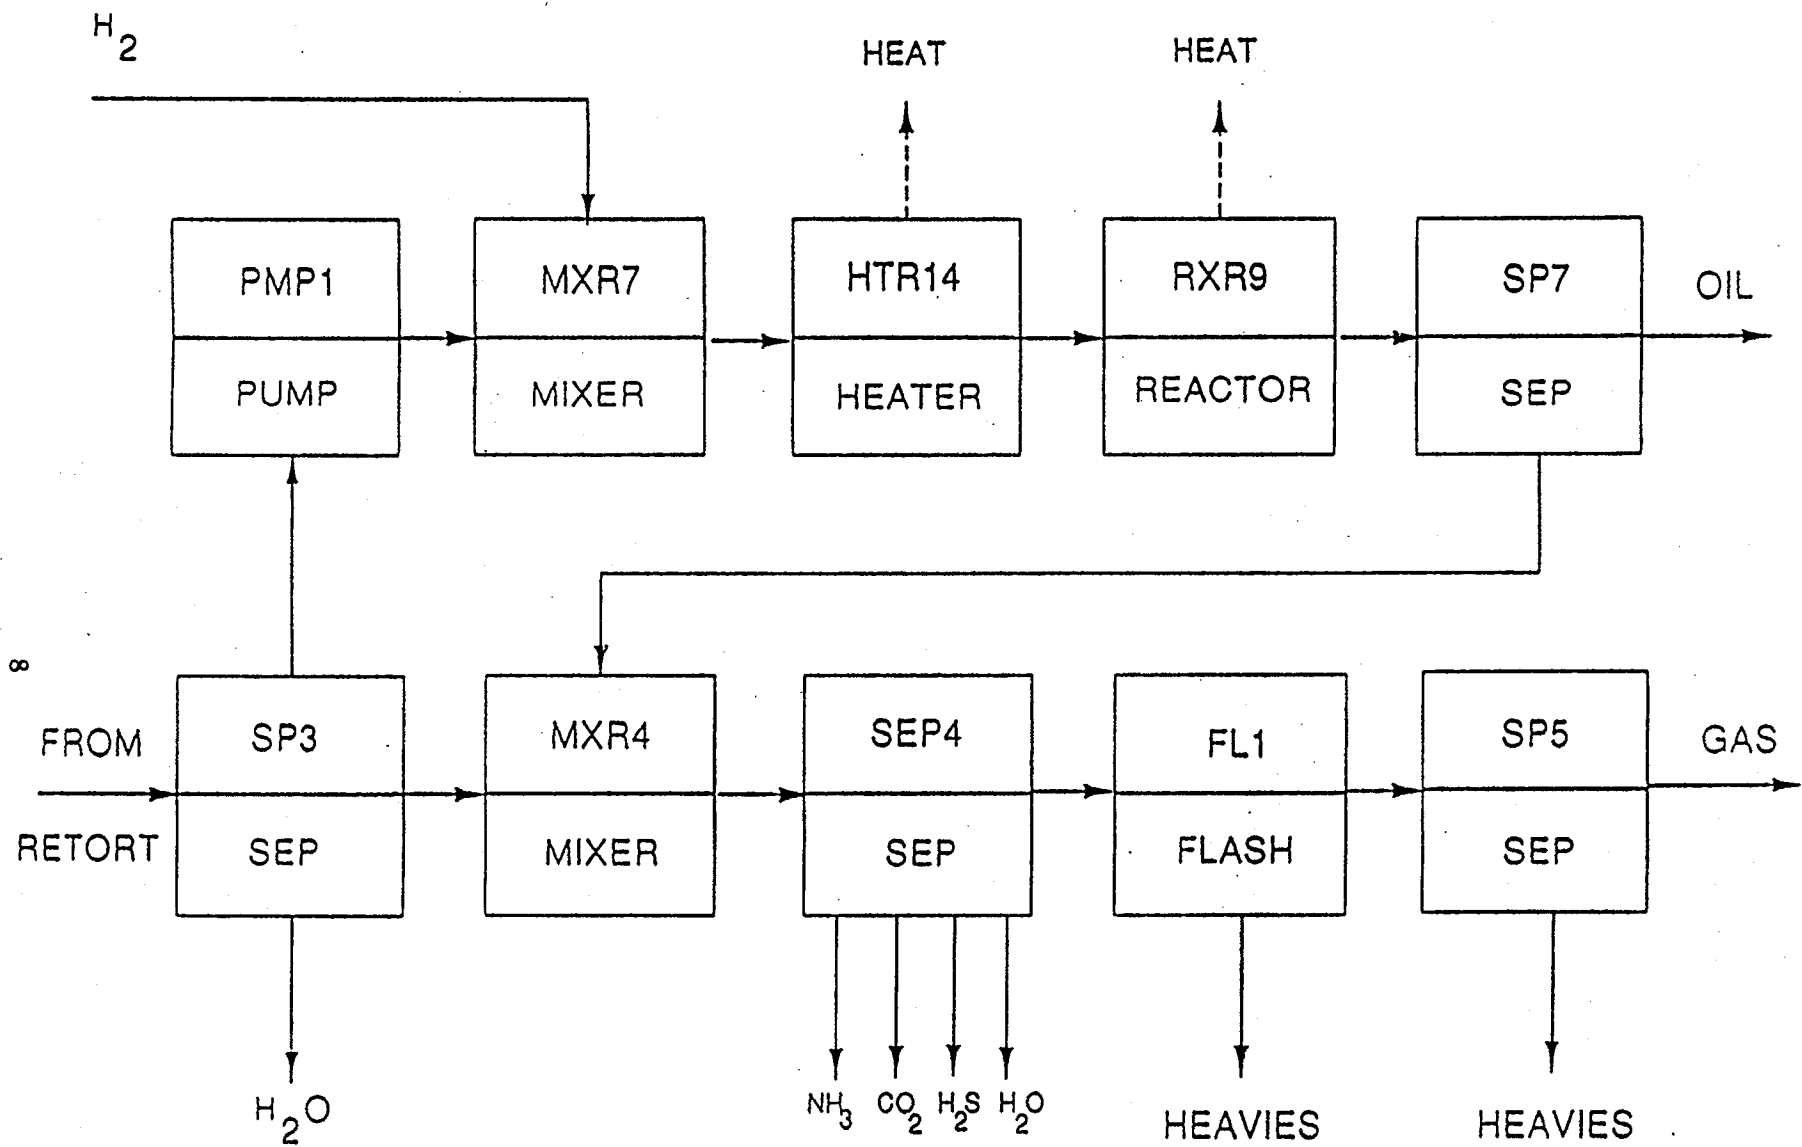 H2
HEAT
HEAT
PMP1
PUMP
MXR7
MIXER
HTR14
HEATER
RXR9
REACTOR
SP7
SEP
OIL
8
FROM
RETORT
SP3
SEP
MXR4
MIXER
SEP4
SEP
FL1
FLASH
SP5
SEP
GAS
H2O
NH3
CO2
H2S
H2O
HEAVIES
HEAVIES